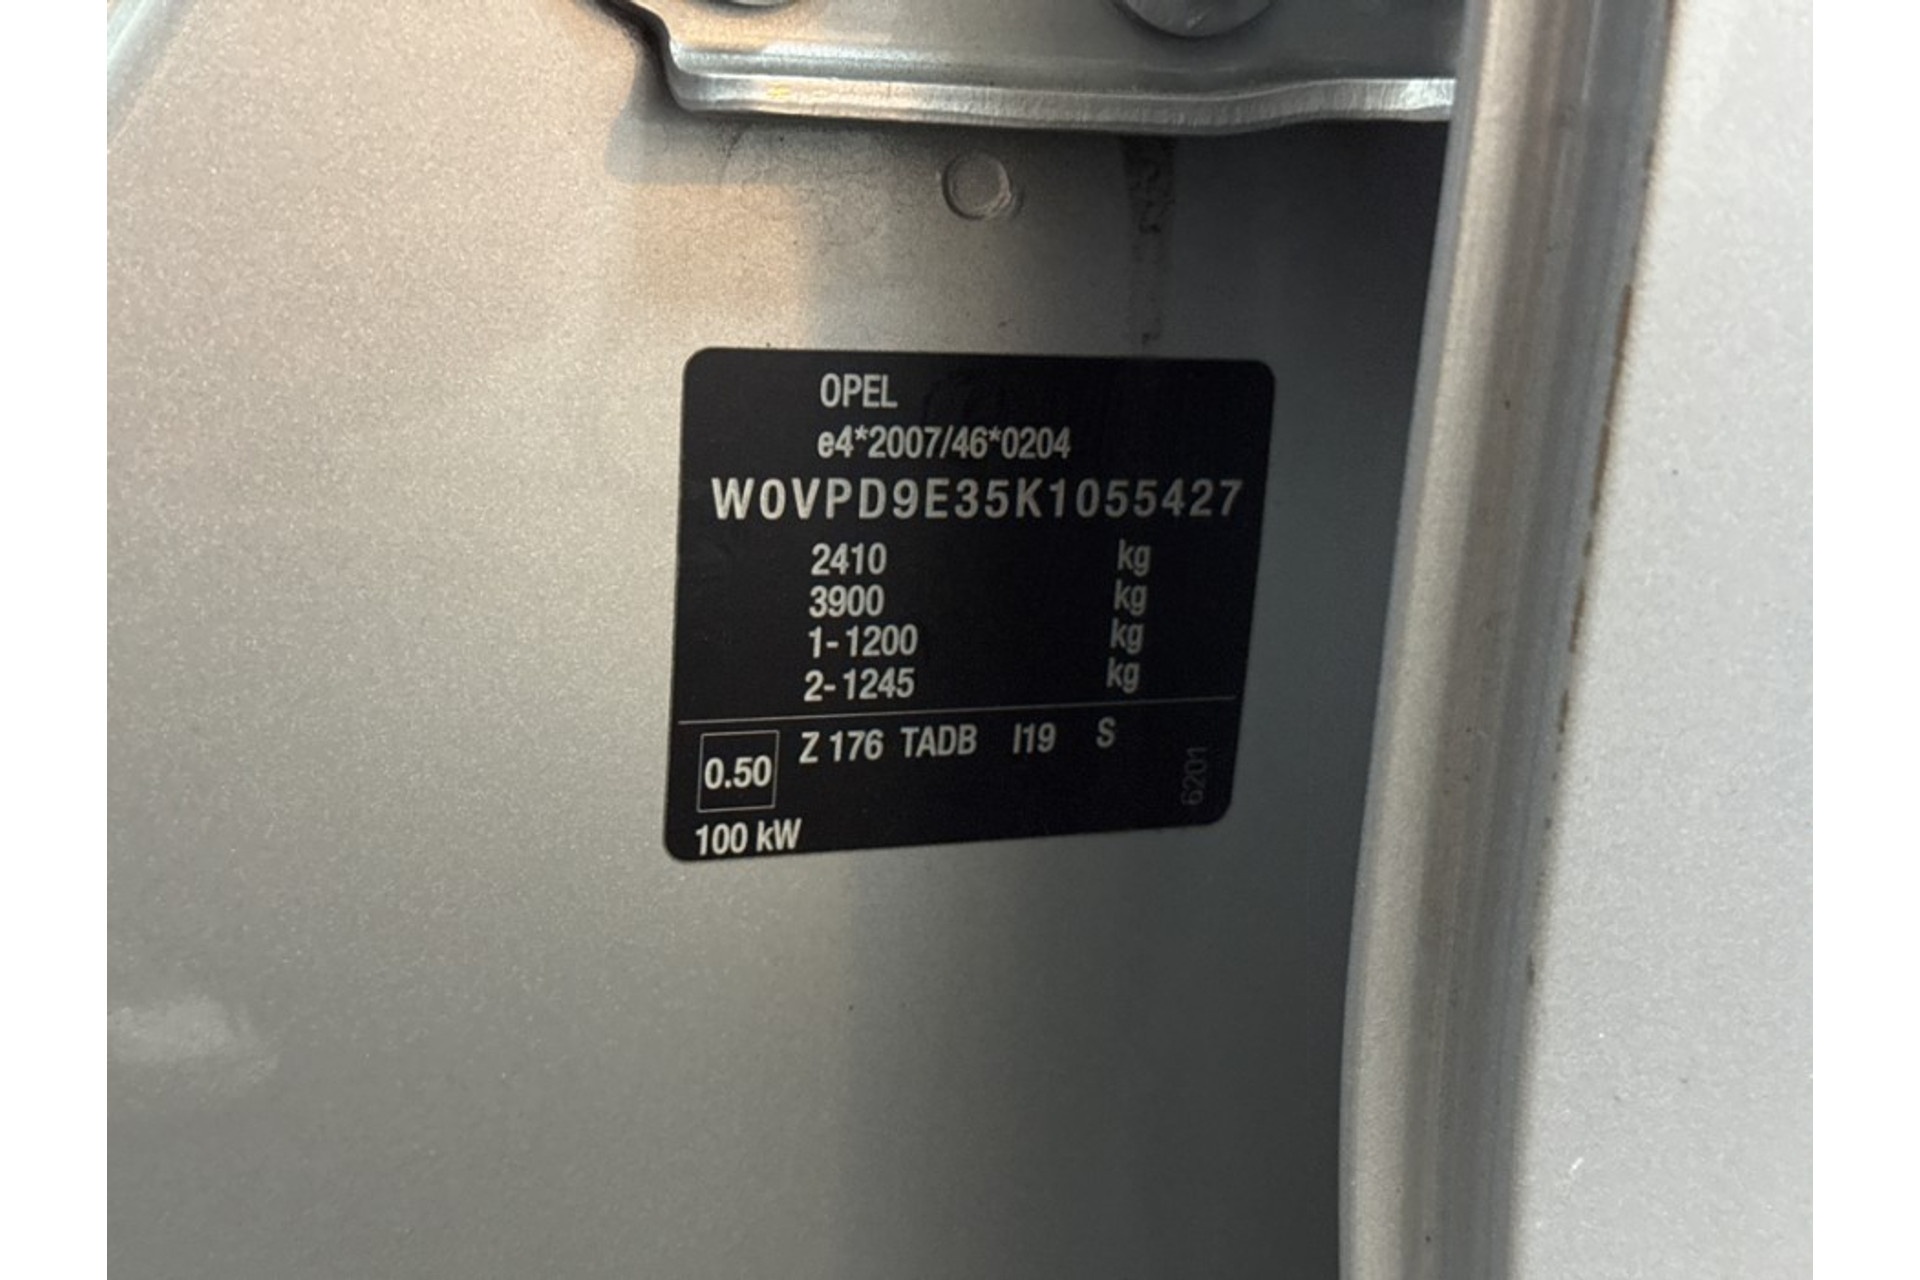 OPEL
e4*2007/46*0204
W0VPD9E35K1055427
2410 kg
3900 kg
1-1200 kg
2-1245 kg
0.50 Z 176 TADB I19 S
6201
100 kW